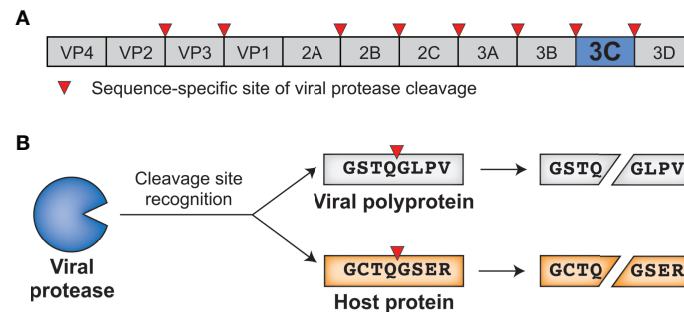 A
VP4 VP2 VP3 VP1 2A 2B 2C 3A 3B 3C 3D
Sequence-specific site of viral protease cleavage
B
Cleavage site
recognition
Viral
protease
GSTQGLPV
Viral polyprotein
GSTQ GLPV
GCTQGSER
Host protein
GCTQ GSER